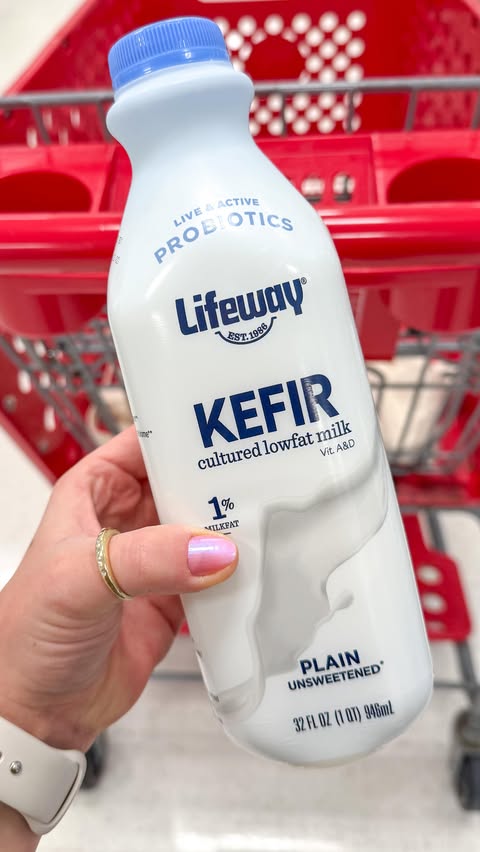 LIVE & ACTIVE
PROBIOTICS
Lifeway®
EST. 1986
KEFIR
cultured lowfat milk
Vit. A&D
1%
MILKFAT
PLAIN
UNSWEETENED*
32 FL OZ (1 QT) 946mL